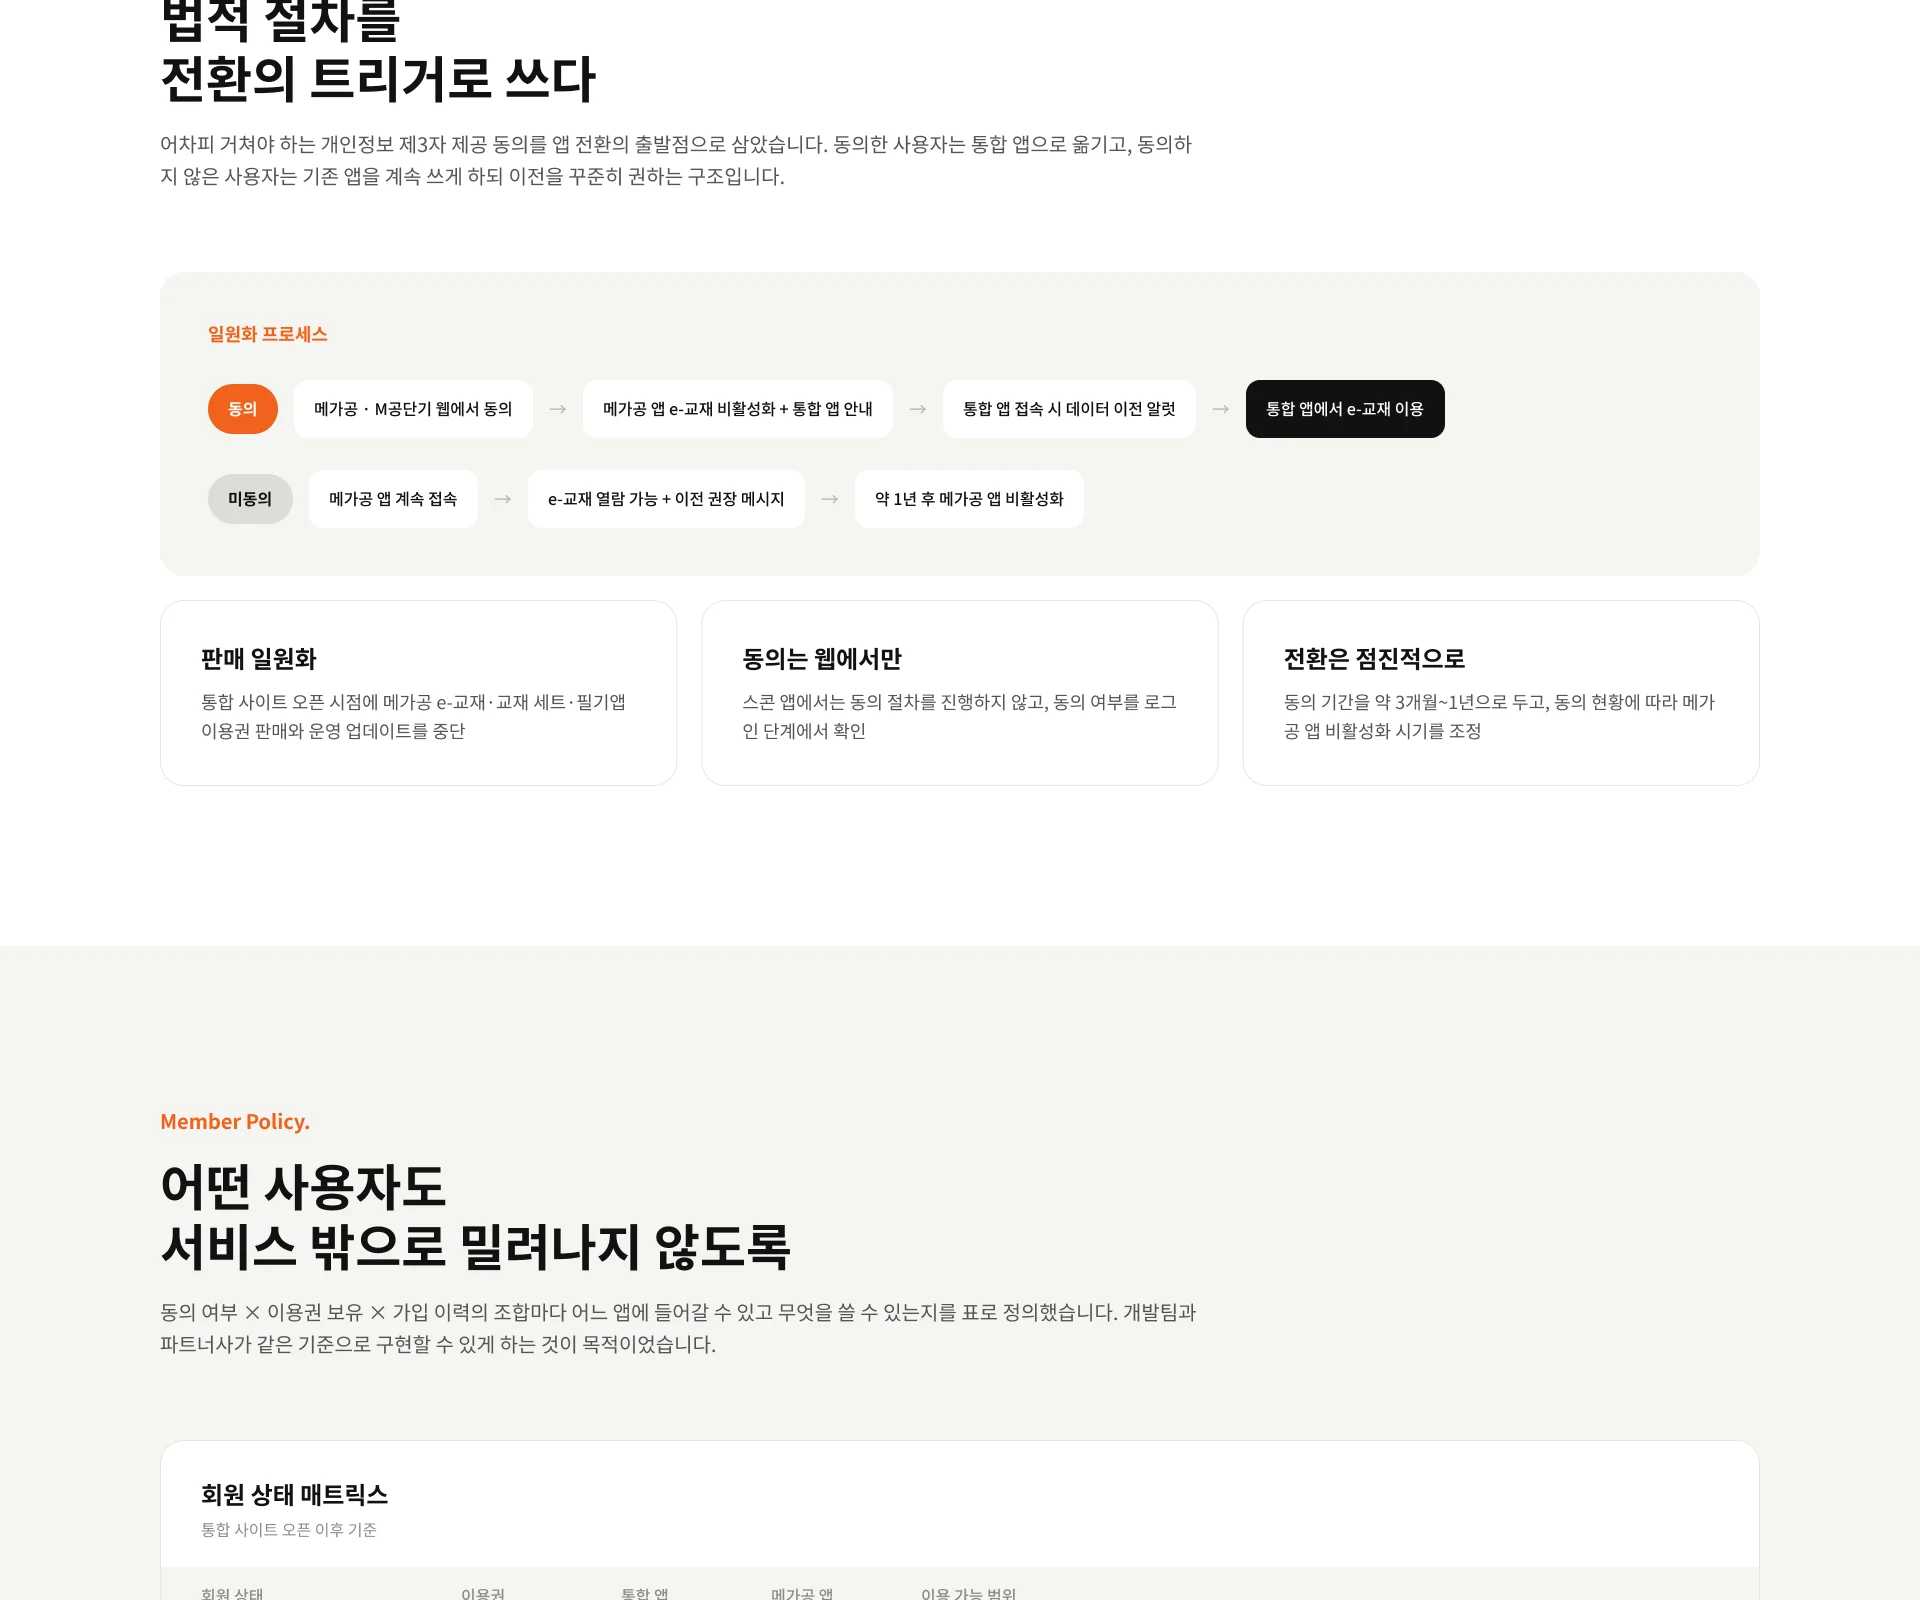 법적 절차를
전환의 트리거로 쓰다
어차피 거쳐야 하는 개인정보 제3자 제공 동의를 앱 전환의 출발점으로 삼았습니다. 동의한 사용자는 통합 앱으로 옮기고, 동의하
지 않은 사용자는 기존 앱을 계속 쓰게 하되 이전을 꾸준히 권하는 구조입니다.
일원화 프로세스
동의
메가공 · M공단기 웹에서 동의
→
메가공 앱 e-교재 비활성화 + 통합 앱 안내
→
통합 앱 접속 시 데이터 이전 알럿
→
통합 앱에서 e-교재 이용
미동의
메가공 앱 계속 접속
→
e-교재 열람 가능 + 이전 권장 메시지
→
약 1년 후 메가공 앱 비활성화
판매 일원화
통합 사이트 오픈 시점에 메가공 e-교재·교재 세트·필기앱
이용권 판매와 운영 업데이트를 중단
동의는 웹에서만
스콘 앱에서는 동의 절차를 진행하지 않고, 동의 여부를 로그
인 단계에서 확인
전환은 점진적으로
동의 기간을 약 3개월~1년으로 두고, 동의 현황에 따라 메가
공 앱 비활성화 시기를 조정
Member Policy.
어떤 사용자도
서비스 밖으로 밀려나지 않도록
동의 여부 × 이용권 보유 × 가입 이력의 조합마다 어느 앱에 들어갈 수 있고 무엇을 쓸 수 있는지를 표로 정의했습니다. 개발팀과
파트너사가 같은 기준으로 구현할 수 있게 하는 것이 목적이었습니다.
회원 상태 매트릭스
통합 사이트 오픈 이후 기준
회원 상태
이용권
통합 앱
메가공 앱
이용 가능 범위